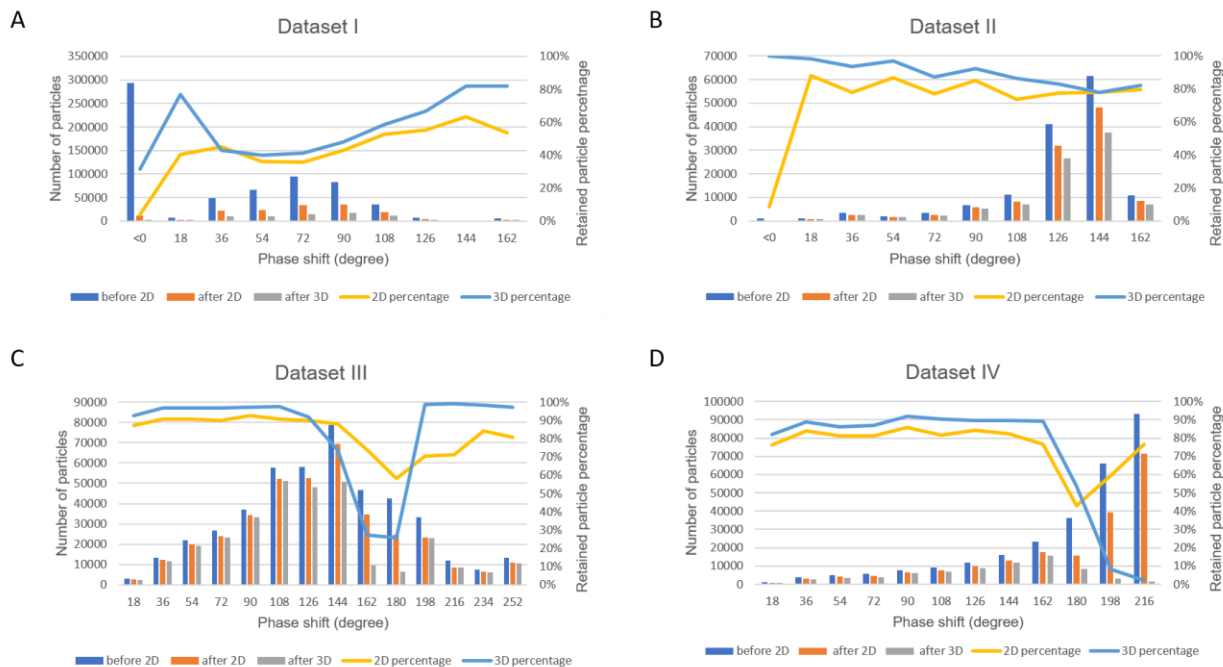 A
Dataset I
350000
300000
250000
200000
150000
100000
50000
0
100%
80%
60%
40%
20%
0%
Number of particles
Retained particle percetnage
<0 18 36 54 72 90 108 126 144 162
Phase shift (degree)
before 2D after 2D after 3D 2D percentage 3D percentage
B
Dataset II
70000
60000
50000
40000
30000
20000
10000
0
100%
80%
60%
40%
20%
0%
Number of particles
Retained particle percentage
<0 18 36 54 72 90 108 126 144 162
Phase shift (degree)
before 2D after 2D after 3D 2D percentage 3D percentage
C
Dataset III
90000
80000
70000
60000
50000
40000
30000
20000
10000
0
100%
90%
80%
70%
60%
50%
40%
30%
20%
10%
0%
Number of particles
Retained particle percentage
18 36 54 72 90 108 126 144 162 180 198 216 234 252
Phase shift (degree)
before 2D after 2D after 3D 2D percentage 3D percentage
D
Dataset IV
100000
90000
80000
70000
60000
50000
40000
30000
20000
10000
0
100%
90%
80%
70%
60%
50%
40%
30%
20%
10%
0%
Number of particles
Retained particle percentage
18 36 54 72 90 108 126 144 162 180 198 216
Phase shift (degree)
before 2D after 2D after 3D 2D percentage 3D percentage